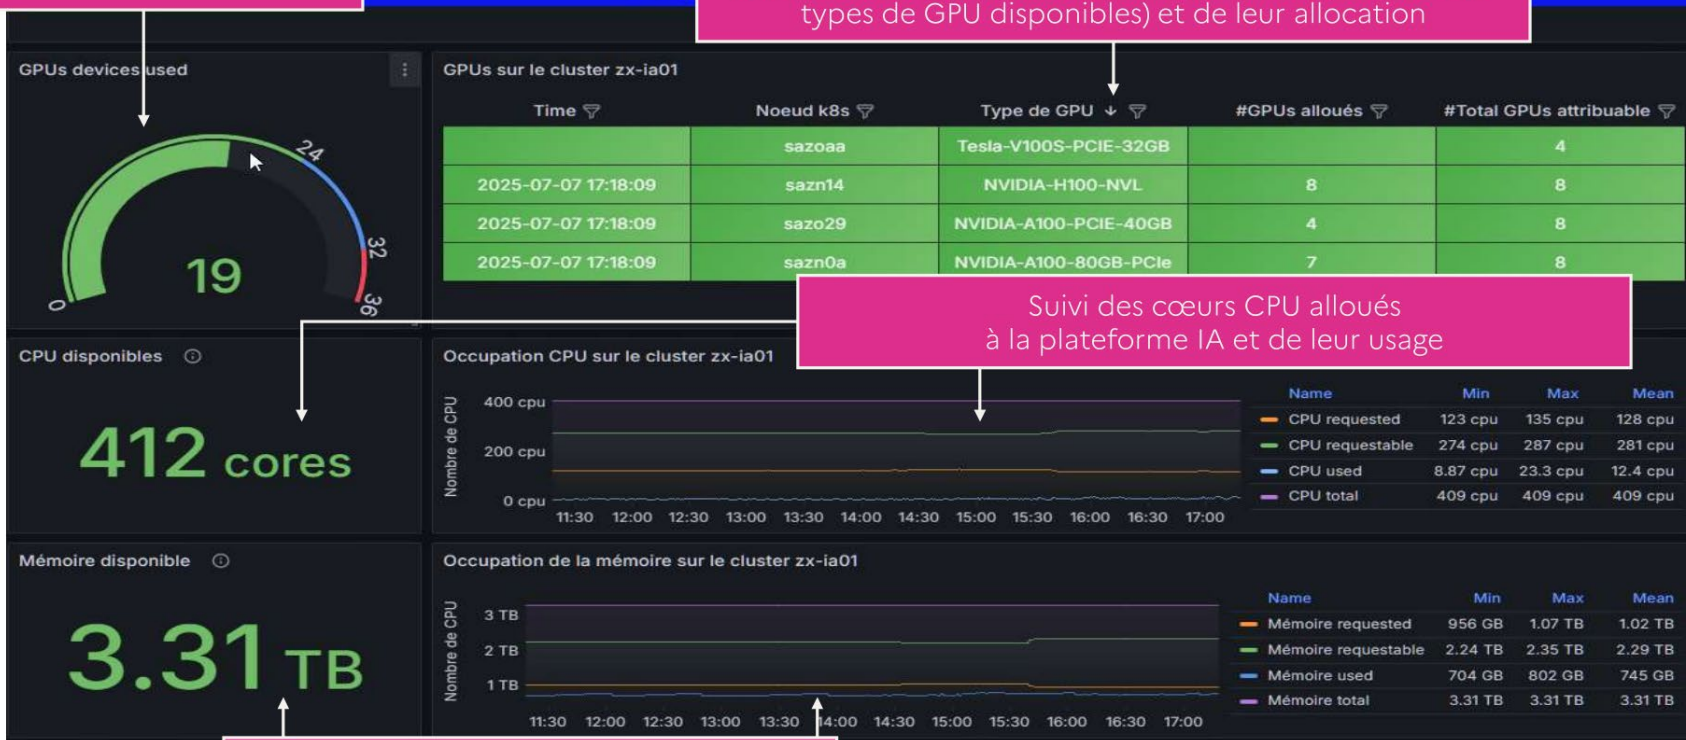 types de GPU disponibles) et de leur allocation
GPUs devices used
0
24
32
36
19
GPUs sur le cluster zx-ia01
Time Noeud k8s Type de GPU ↓ #GPUs alloués #Total GPUs attribuable
sazoaa Tesla-V100S-PCIE-32GB 4
2025-07-07 17:18:09 sazn14 NVIDIA-H100-NVL 8 8
2025-07-07 17:18:09 sazo29 NVIDIA-A100-PCIE-40GB 4 8
2025-07-07 17:18:09 sazn0a NVIDIA-A100-80GB-PCIe 7 8
Suivi des cœurs CPU alloués
à la plateforme IA et de leur usage
CPU disponibles
412 cores
Occupation CPU sur le cluster zx-ia01
Nombre de CPU
400 cpu
200 cpu
0 cpu
11:30 12:00 12:30 13:00 13:30 14:00 14:30 15:00 15:30 16:00 16:30 17:00
Name Min Max Mean
CPU requested 123 cpu 135 cpu 128 cpu
CPU requestable 274 cpu 287 cpu 281 cpu
CPU used 8.87 cpu 23.3 cpu 12.4 cpu
CPU total 409 cpu 409 cpu 409 cpu
Mémoire disponible
3.31 TB
Occupation de la mémoire sur le cluster zx-ia01
Nombre de CPU
3 TB
2 TB
1 TB
11:30 12:00 12:30 13:00 13:30 14:00 14:30 15:00 15:30 16:00 16:30 17:00
Name Min Max Mean
Mémoire requested 956 GB 1.07 TB 1.02 TB
Mémoire requestable 2.24 TB 2.35 TB 2.29 TB
Mémoire used 704 GB 802 GB 745 GB
Mémoire total 3.31 TB 3.31 TB 3.31 TB